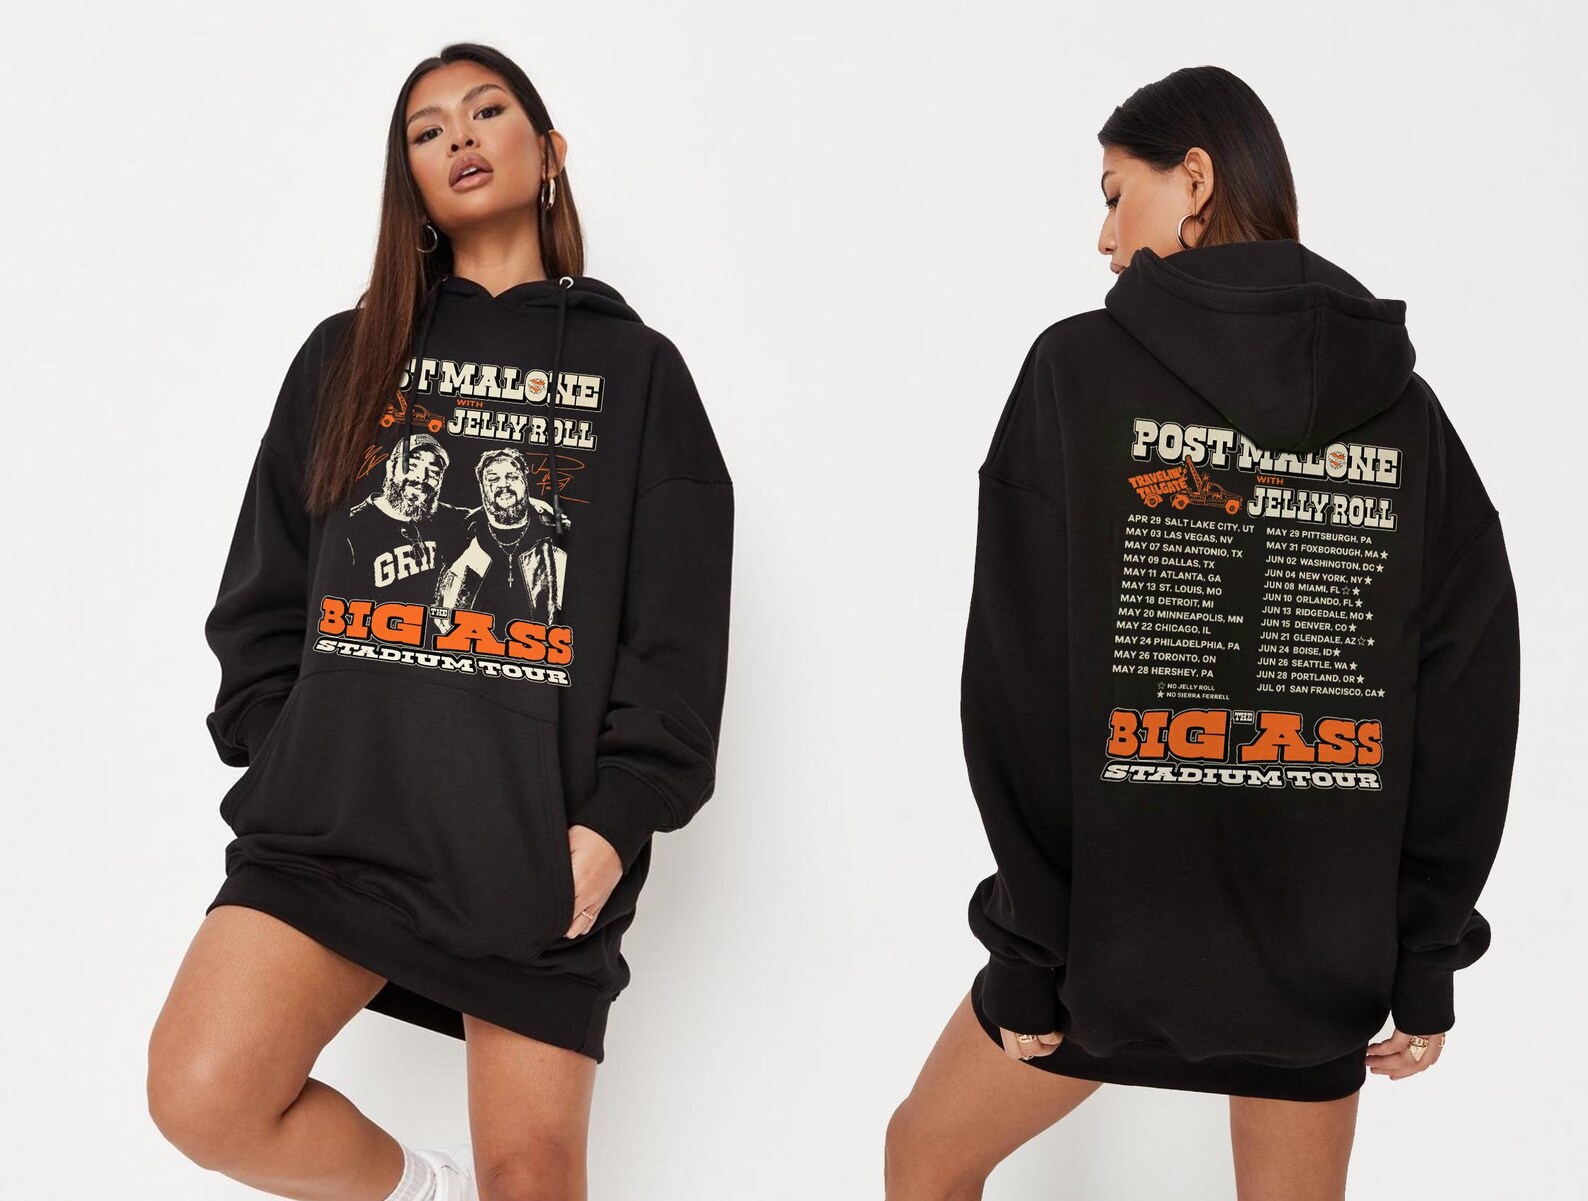 ST MALONE
WITH
JELLY ROLL
GRIF
BIG THE ASS
STADIUM TOUR
POST MALONE
WITH
TRAVELIN'
TAILGATE
JELLY ROLL
APR 29 SALT LAKE CITY, UT
MAY 03 LAS VEGAS, NV
MAY 07 SAN ANTONIO, TX
MAY 09 DALLAS, TX
MAY 11 ATLANTA, GA
MAY 13 ST. LOUIS, MO
MAY 18 DETROIT, MI
MAY 20 MINNEAPOLIS, MN
MAY 22 CHICAGO, IL
MAY 24 PHILADELPHIA, PA
MAY 26 TORONTO, ON
MAY 28 HERSHEY, PA
☆ NO JELLY ROLL
★ NO SIERRA FERRELL
MAY 29 PITTSBURGH, PA
MAY 31 FOXBOROUGH, MA★
JUN 02 WASHINGTON, DC★
JUN 04 NEW YORK, NY★
JUN 08 MIAMI, FL☆★
JUN 10 ORLANDO, FL★
JUN 13 RIDGEDALE, MO★
JUN 15 DENVER, CO★
JUN 21 GLENDALE, AZ☆★
JUN 24 BOISE, ID★
JUN 26 SEATTLE, WA★
JUN 28 PORTLAND, OR★
JUL 01 SAN FRANCISCO, CA★
BIG THE ASS
STADIUM TOUR